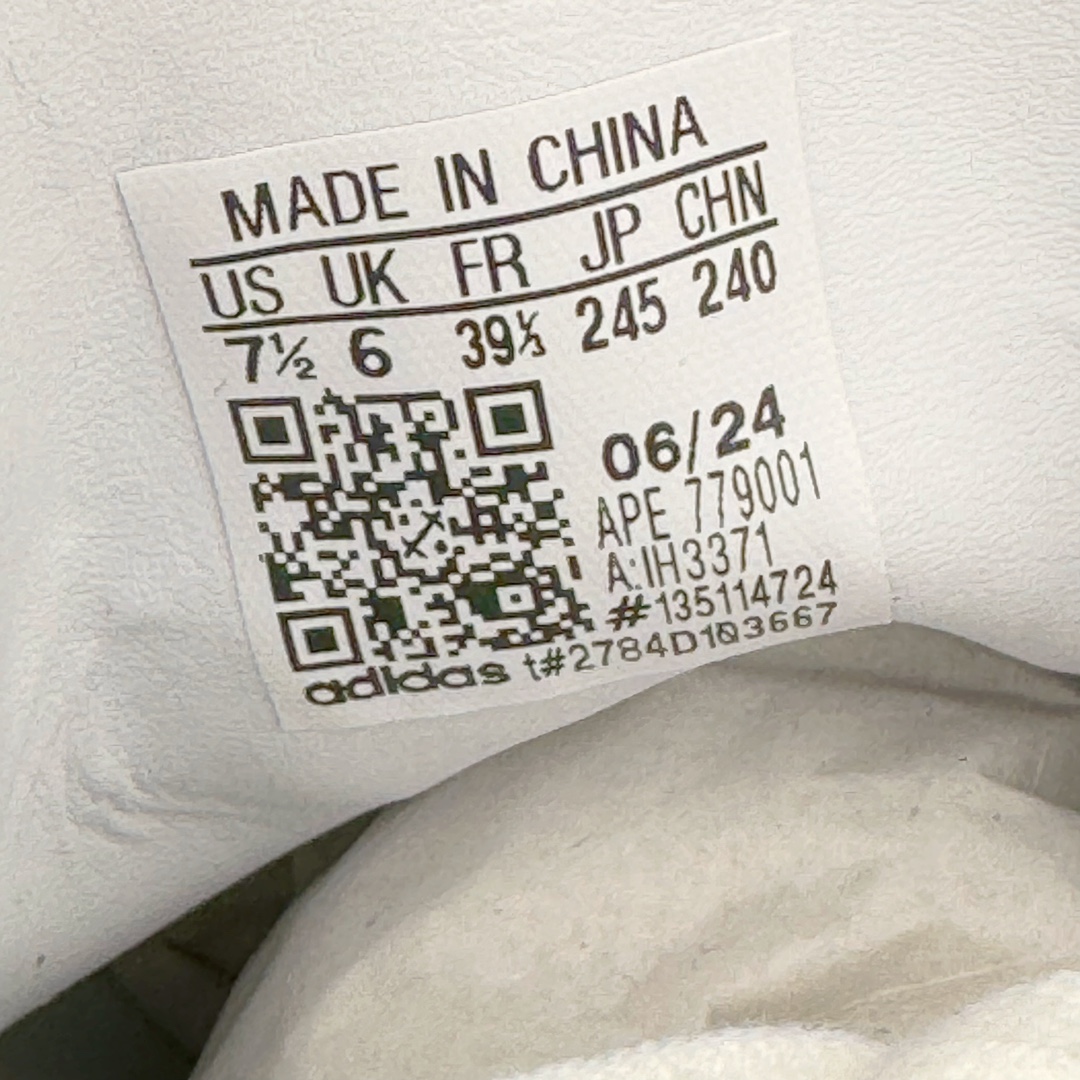 MADE IN CHINA
US UK FR JP CHN
7½ 6 39⅓ 245 240
06/24
APE 779001
A:IH3371
#135114724
adidas t#2784D103667